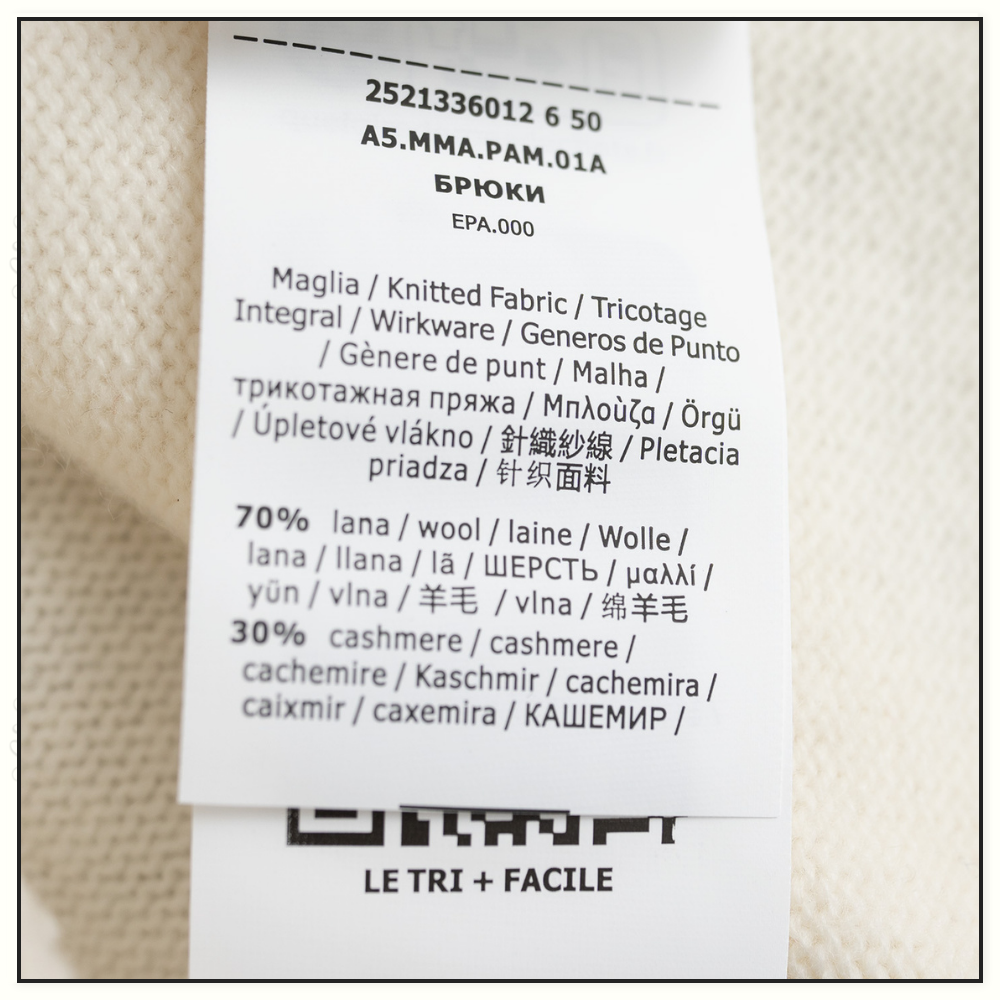 2521336012 6 50
A5.MMA.PAM.01A
БРЮКИ
EPA.000
Maglia / Knitted Fabric / Tricotage
Integral / Wirkware / Generos de Punto
/ Gènere de punt / Malha /
трикотажная пряжа / Μπλοὺζα / Örgü
/ Úpletové vlákno / 針織紗線 / Pletacia
priadza / 针织面料
70% lana / wool / laine / Wolle /
lana / llana / lã / ШЕРСТЬ / μαλλί /
yün / vlna / 羊毛 / vlna / 绵羊毛
30% cashmere / cashmere /
cachemire / Kaschmir / cachemira /
caixmir / caxemira / КАШЕМИР /
LE TRI + FACILE